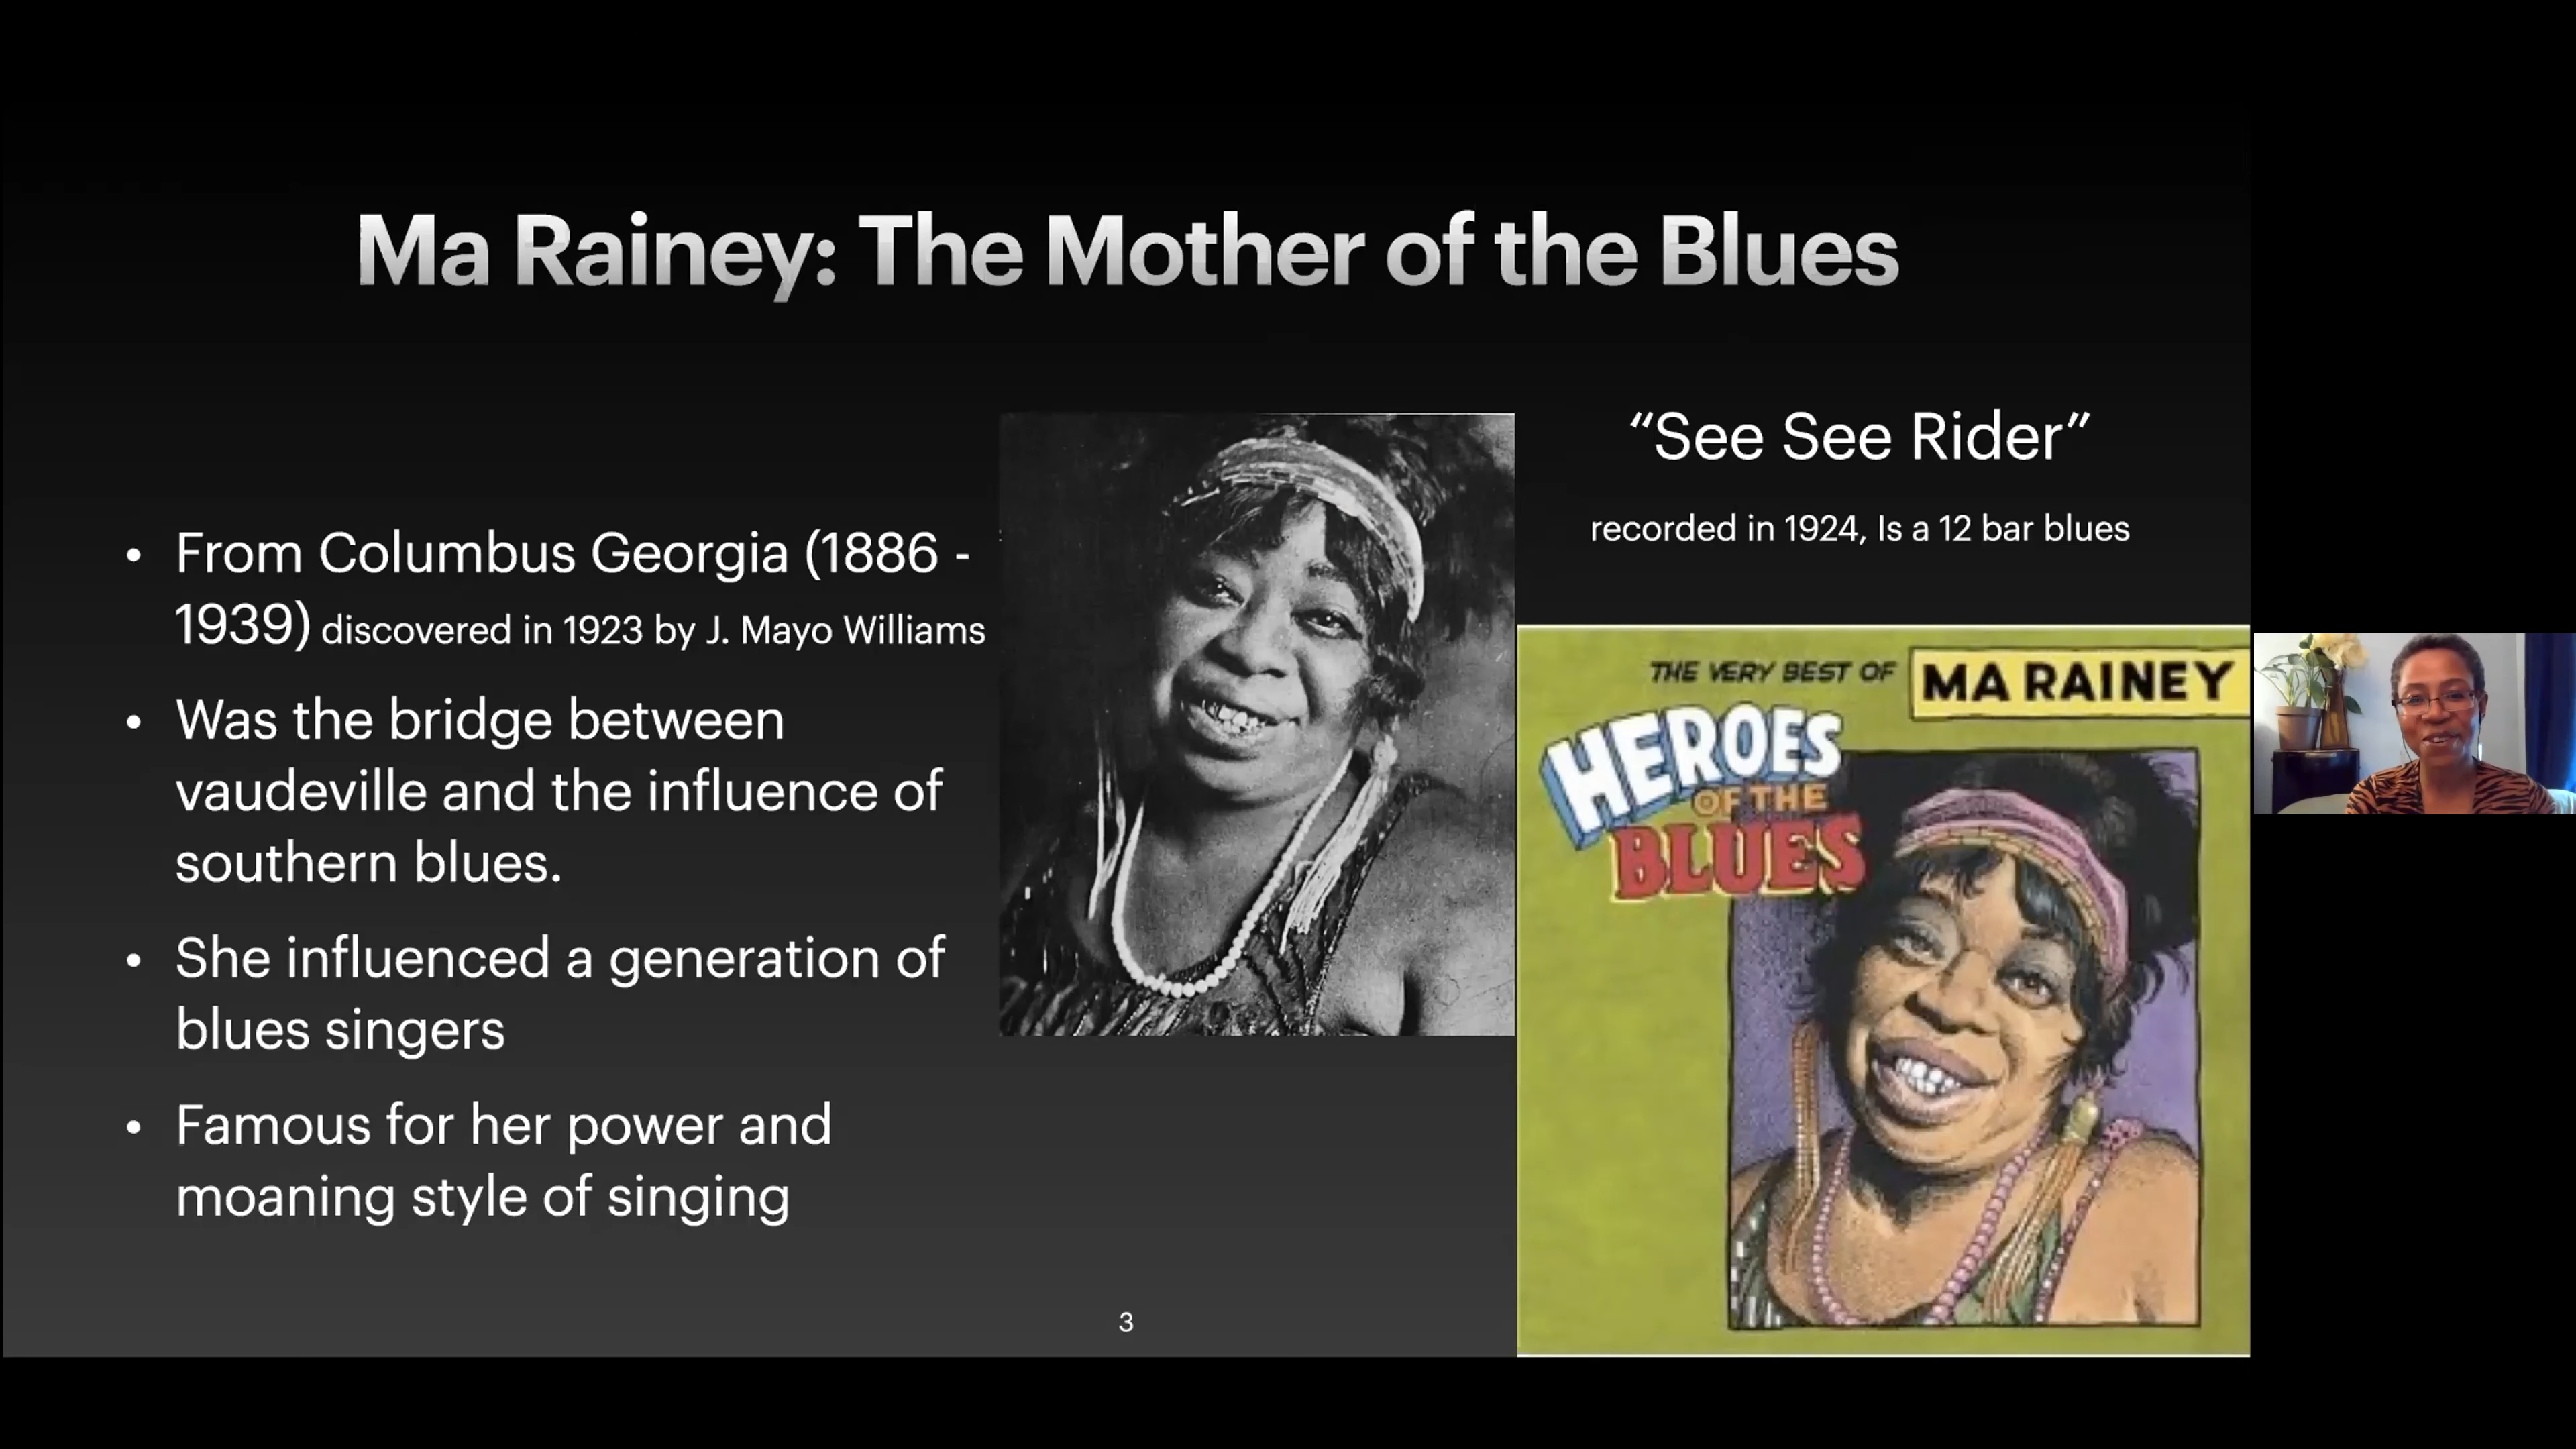 Ma Rainey: The Mother of the Blues
• From Columbus Georgia (1886 -
1939) discovered in 1923 by J. Mayo Williams
• Was the bridge between
vaudeville and the influence of
southern blues.
• She influenced a generation of
blues singers
• Famous for her power and
moaning style of singing
“See See Rider”
recorded in 1924, Is a 12 bar blues
THE VERY BEST OF MA RAINEY
HEROES
OF THE
BLUES
3